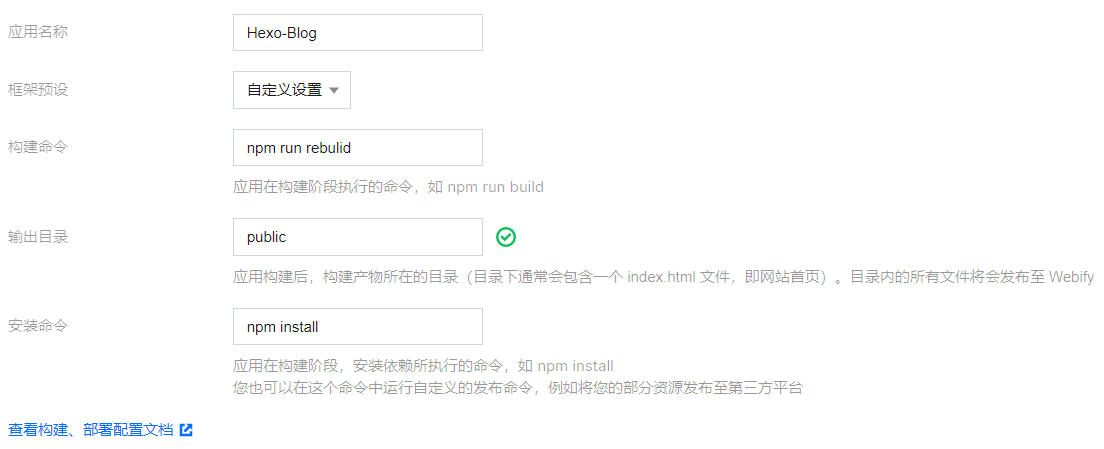 应用名称
Hexo-Blog
框架预设
自定义设置
构建命令
npm run rebulid
应用在构建阶段执行的命令，如 npm run build
输出目录
public
应用构建后，构建产物所在的目录（目录下通常会包含一个 index.html 文件，即网站首页）。目录内的所有文件将会发布至 Webify
安装命令
npm install
应用在构建阶段，安装依赖所执行的命令，如 npm install
您也可以在这个命令中运行自定义的发布命令，例如将您的部分资源发布至第三方平台
查看构建、部署配置文档